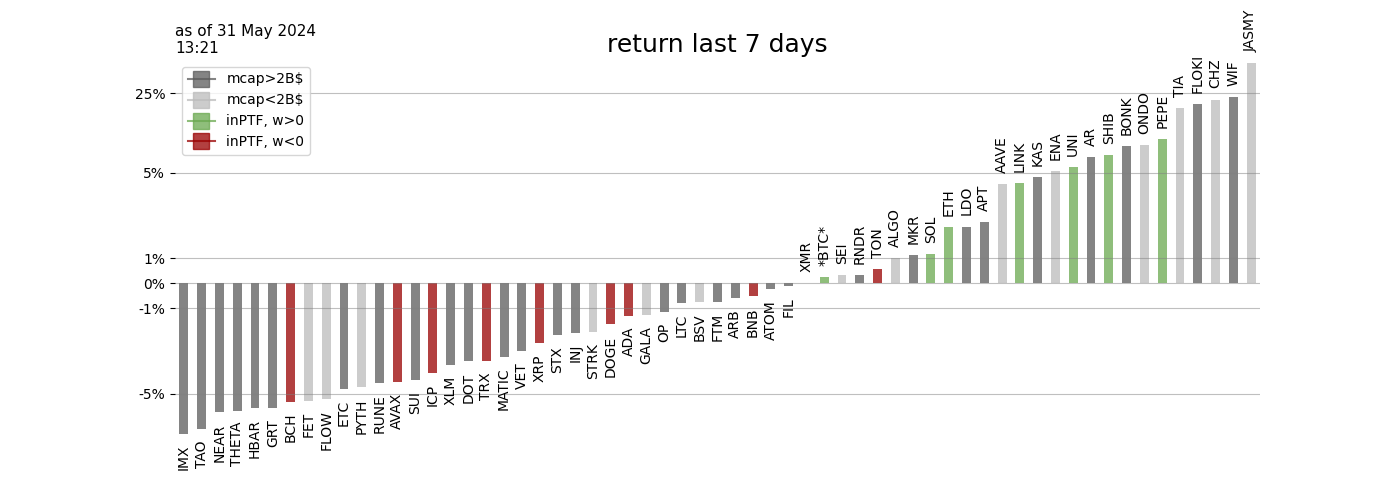 as of 31 May 2024
13:21
return last 7 days
mcap>2B$
mcap<2B$
inPTF, w>0
inPTF, w<0
25%
5%
1%
0%
-1%
-5%
IMX
TAO
NEAR
THETA
HBAR
GRT
BCH
FET
FLOW
ETC
PYTH
RUNE
AVAX
SUI
ICP
XLM
DOT
TRX
MATIC
VET
XRP
STX
INJ
STRK
DOGE
ADA
GALA
OP
LTC
BSV
FTM
ARB
BNB
ATOM
FIL
XMR
*BTC*
SEI
RNDR
TON
ALGO
MKR
SOL
ETH
LDO
APT
AAVE
LINK
KAS
ENA
UNI
AR
SHIB
BONK
ONDO
PEPE
TIA
FLOKI
CHZ
WIF
JASMY